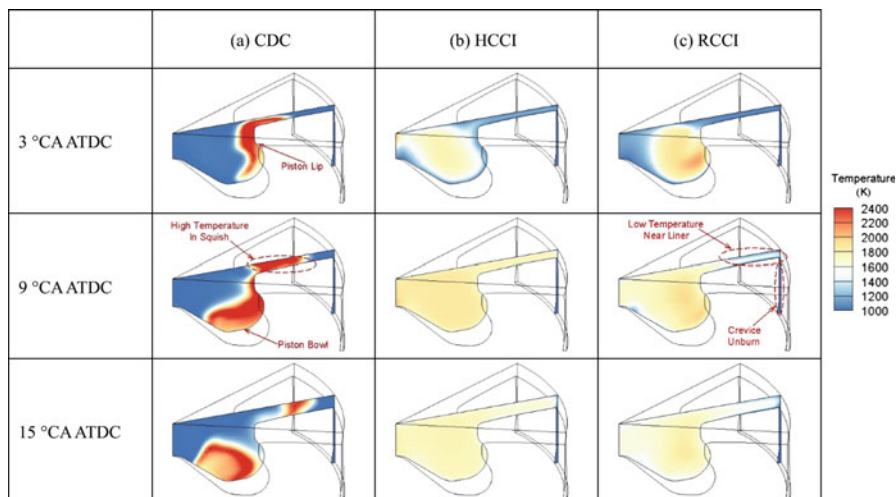 (a) CDC
(b) HCCI
(c) RCCI
3 °CA ATDC
Piston Lip
Temperature
(K)
2400
2200
2000
1800
1600
1400
1200
1000
9 °CA ATDC
High Temperature
In Squish
Piston Bowl
Low Temperature
Near Liner
Crevice
Unburn
15 °CA ATDC